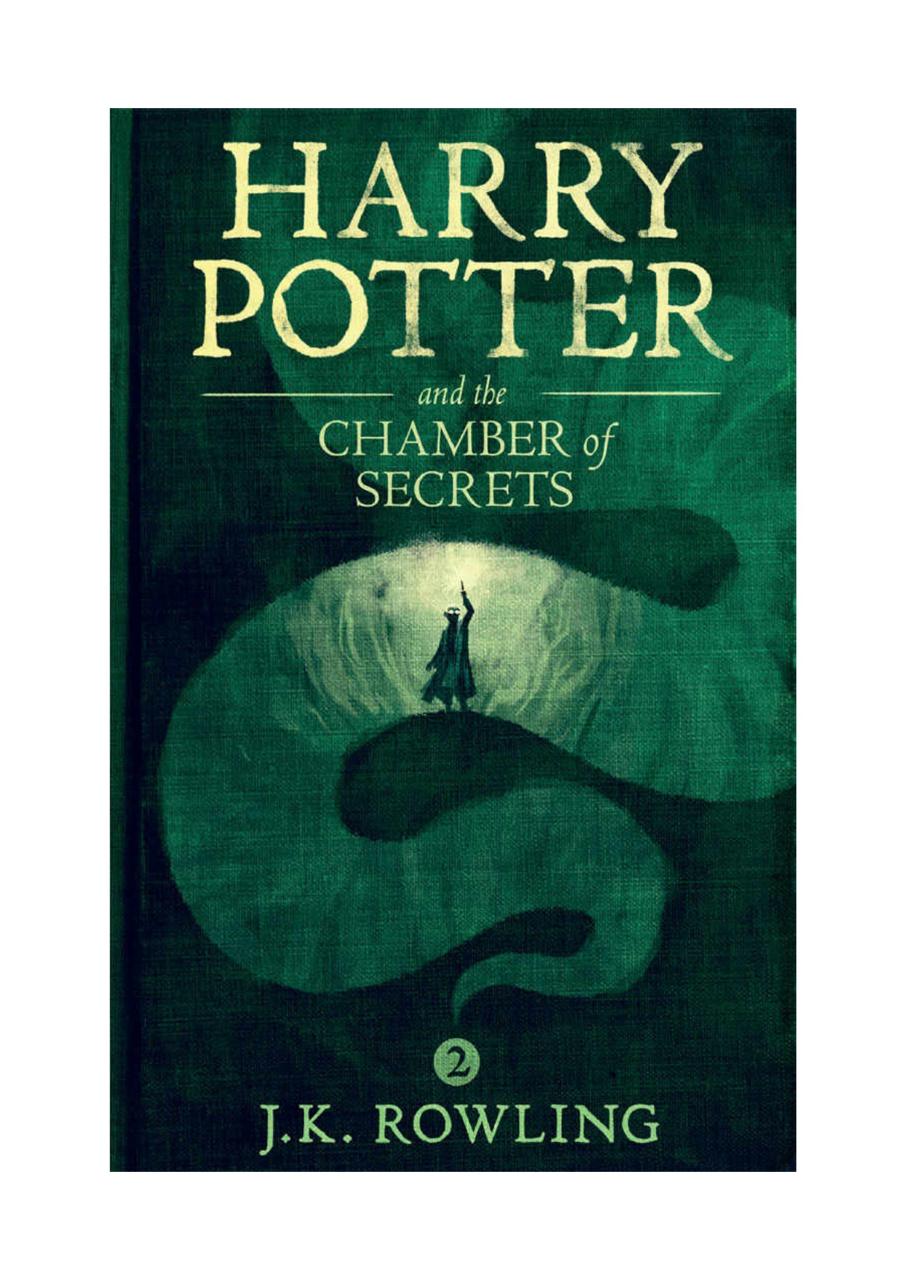 HARRY
POTTER
and the
CHAMBER of
SECRETS
2
J.K. ROWLING